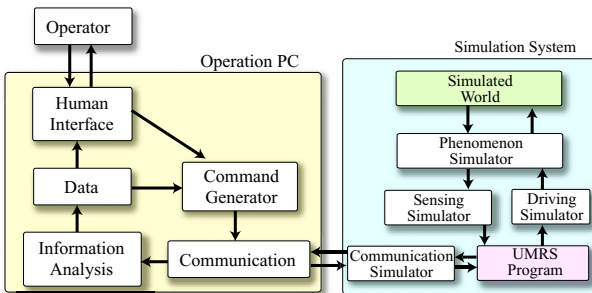 Operator
Operation PC
Human
Interface
Data
Command
Generator
Information
Analysis
Communication
Simulation System
Simulated
World
Phenomenon
Simulator
Sensing
Simulator
Driving
Simulator
Communication
Simulator
UMRS
Program